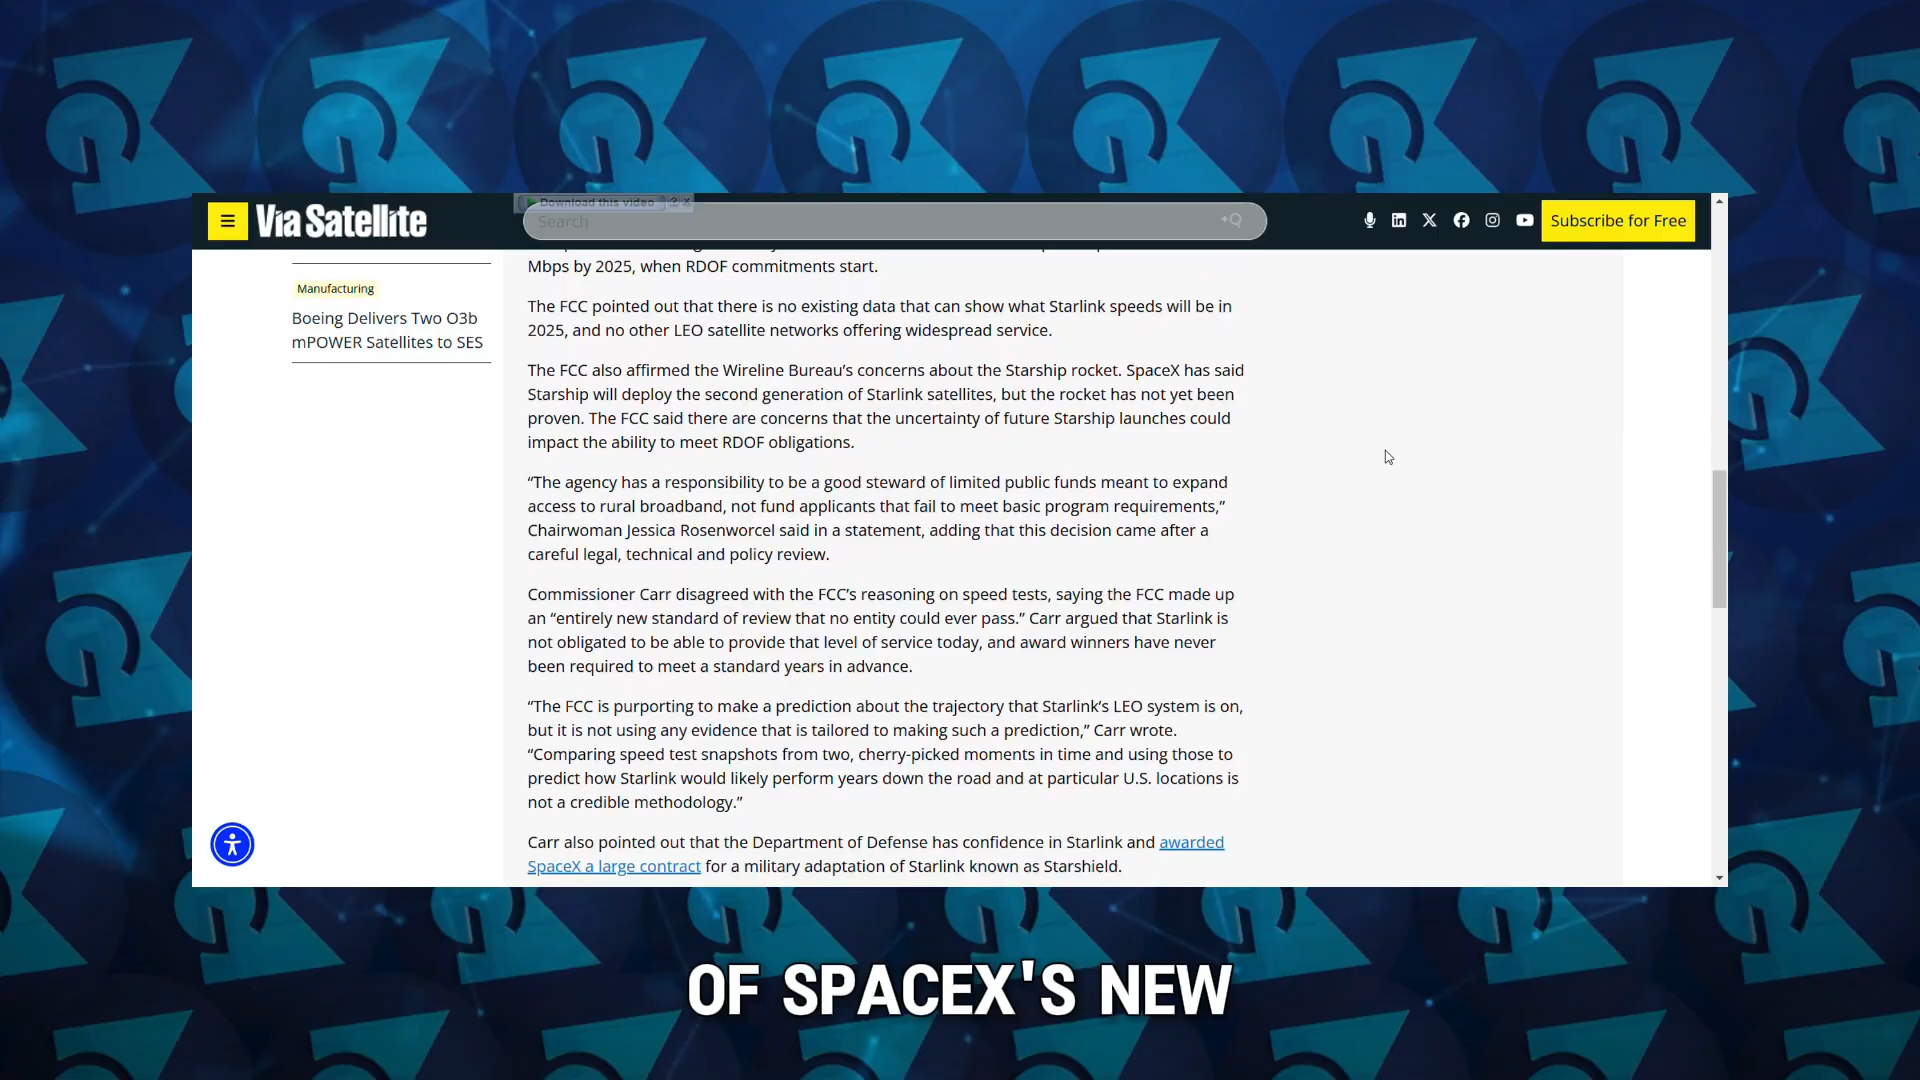 Via Satellite
Download this video ? x
Search
Subscribe for Free
Manufacturing
Boeing Delivers Two O3b
mPOWER Satellites to SES
Mbps by 2025, when RDOF commitments start.
The FCC pointed out that there is no existing data that can show what Starlink speeds will be in
2025, and no other LEO satellite networks offering widespread service.
The FCC also affirmed the Wireline Bureau’s concerns about the Starship rocket. SpaceX has said
Starship will deploy the second generation of Starlink satellites, but the rocket has not yet been
proven. The FCC said there are concerns that the uncertainty of future Starship launches could
impact the ability to meet RDOF obligations.
“The agency has a responsibility to be a good steward of limited public funds meant to expand
access to rural broadband, not fund applicants that fail to meet basic program requirements,”
Chairwoman Jessica Rosenworcel said in a statement, adding that this decision came after a
careful legal, technical and policy review.
Commissioner Carr disagreed with the FCC’s reasoning on speed tests, saying the FCC made up
an “entirely new standard of review that no entity could ever pass.” Carr argued that Starlink is
not obligated to be able to provide that level of service today, and award winners have never
been required to meet a standard years in advance.
“The FCC is purporting to make a prediction about the trajectory that Starlink’s LEO system is on,
but it is not using any evidence that is tailored to making such a prediction,” Carr wrote.
“Comparing speed test snapshots from two, cherry-picked moments in time and using those to
predict how Starlink would likely perform years down the road and at particular U.S. locations is
not a credible methodology.”
Carr also pointed out that the Department of Defense has confidence in Starlink and awarded
SpaceX a large contract for a military adaptation of Starlink known as Starshield.
OF SPACEX'S NEW